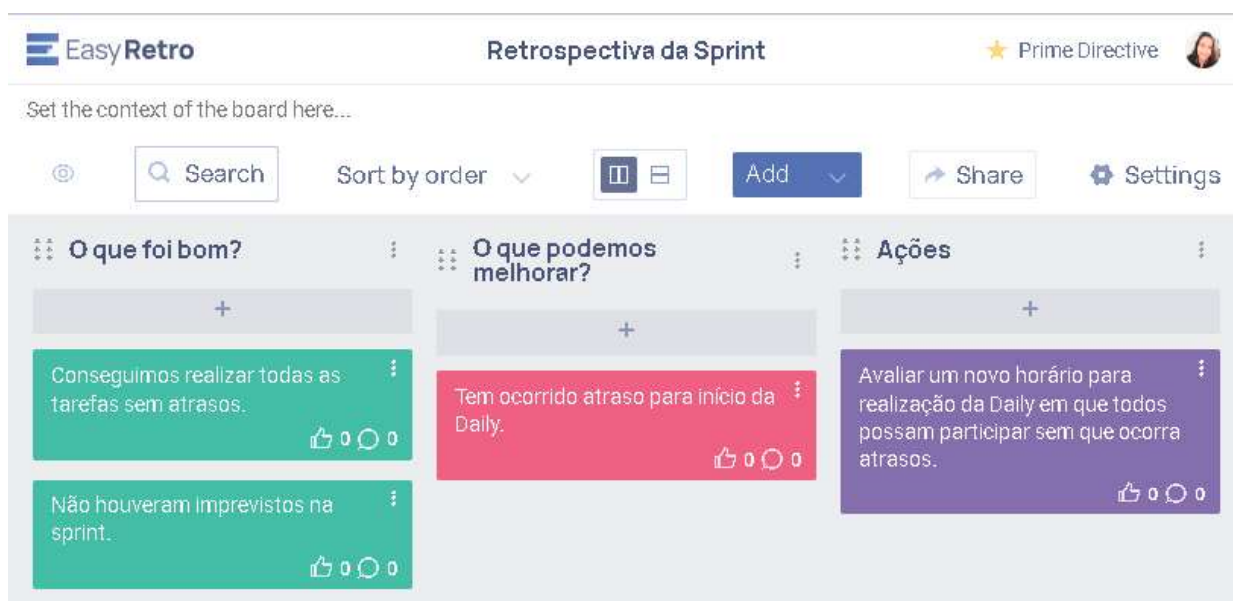 EasyRetro
Retrospectiva da Sprint
Prime Directive
Set the context of the board here...
Search
Sort by order
Add
Share
Settings
O que foi bom?
+
Conseguimos realizar todas as
tarefas sem atrasos.
0 0
Não houveram imprevistos na
sprint.
0 0
O que podemos
melhorar?
+
Tem ocorrido atraso para início da
Daily.
0 0
Ações
+
Avaliar um novo horário para
realização da Daily em que todos
possam participar sem que ocorra
atrasos.
0 0